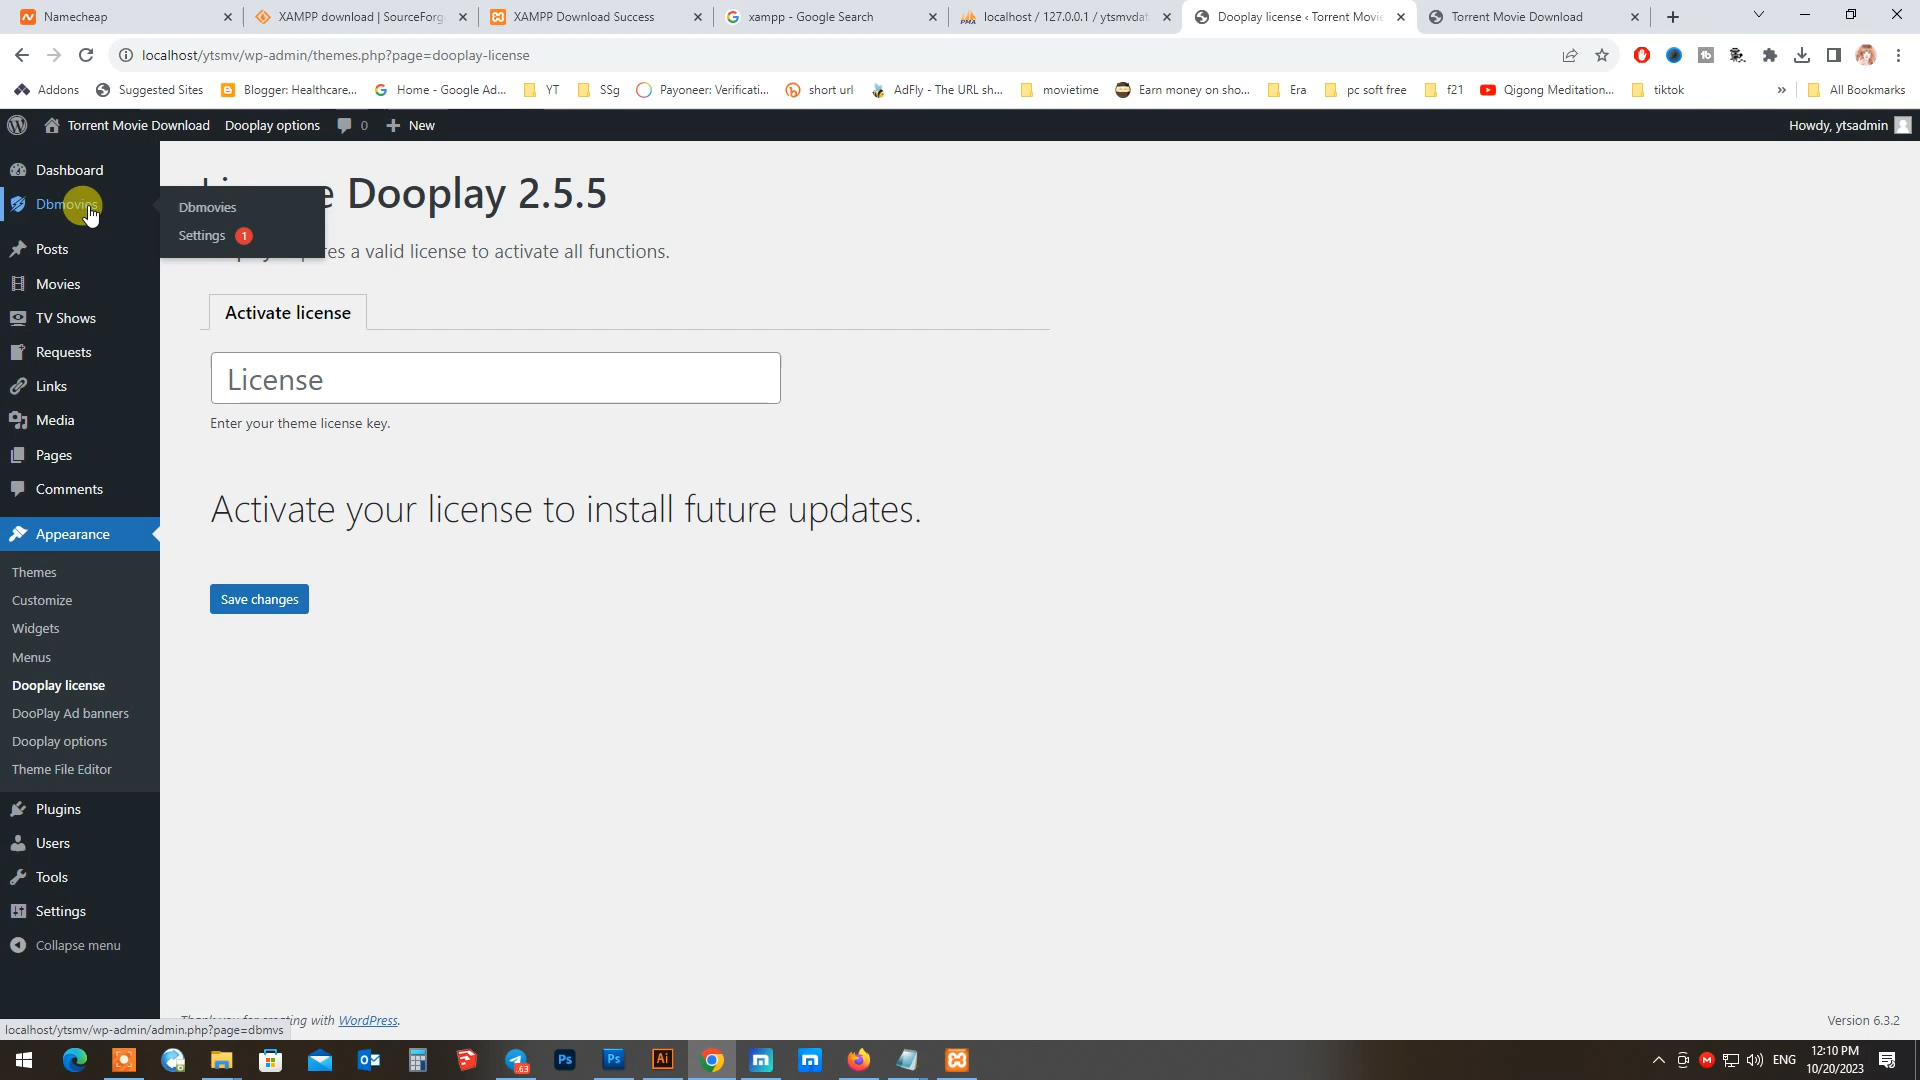 Namecheap
XAMPP download | SourceForg
XAMPP Download Success
xampp - Google Search
localhost / 127.0.0.1 / ytsmvdat
Dooplay license ‹ Torrent Movie
Torrent Movie Download
localhost/ytsmv/wp-admin/themes.php?page=dooplay-license
Addons
Suggested Sites
Blogger: Healthcare...
Home - Google Ad...
YT
SSg
Payoneer: Verificati...
short url
AdFly - The URL sh...
movietime
Earn money on sho...
Era
pc soft free
f21
Qigong Meditation...
tiktok
»
All Bookmarks
Torrent Movie Download
Dooplay options
0
New
Howdy, ytsadmin
Dashboard
Dbmovies
Posts
Movies
TV Shows
Requests
Links
Media
Pages
Comments
Appearance
Themes
Customize
Widgets
Menus
Dooplay license
DooPlay Ad banners
Dooplay options
Theme File Editor
Plugins
Users
Tools
Settings
Collapse menu
Dbmovies
Settings 1
Dooplay 2.5.5
a valid license to activate all functions.
Activate license
License
Enter your theme license key.
Activate your license to install future updates.
Save changes
with WordPress.
Version 6.3.2
localhost/ytsmv/wp-admin/admin.php?page=dbmvs
Ps
Ps
Ai
.63
ENG
12:10 PM
10/20/2023